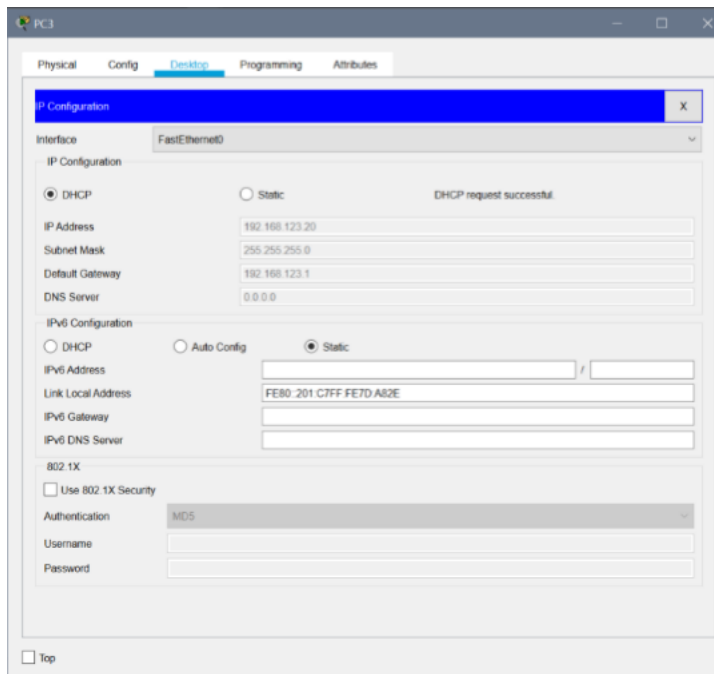 PC3
Physical Config Desktop Programming Attributes
IP Configuration X
Interface FastEthernet0
IP Configuration
DHCP Static DHCP request successful.
IP Address 192.168.123.20
Subnet Mask 255.255.255.0
Default Gateway 192.168.123.1
DNS Server 0.0.0.0
IPv6 Configuration
DHCP Auto Config Static
IPv6 Address /
Link Local Address FE80::201:C7FF:FE7D:A82E
IPv6 Gateway
IPv6 DNS Server
802.1X
Use 802.1X Security
Authentication MD5
Username
Password
Top